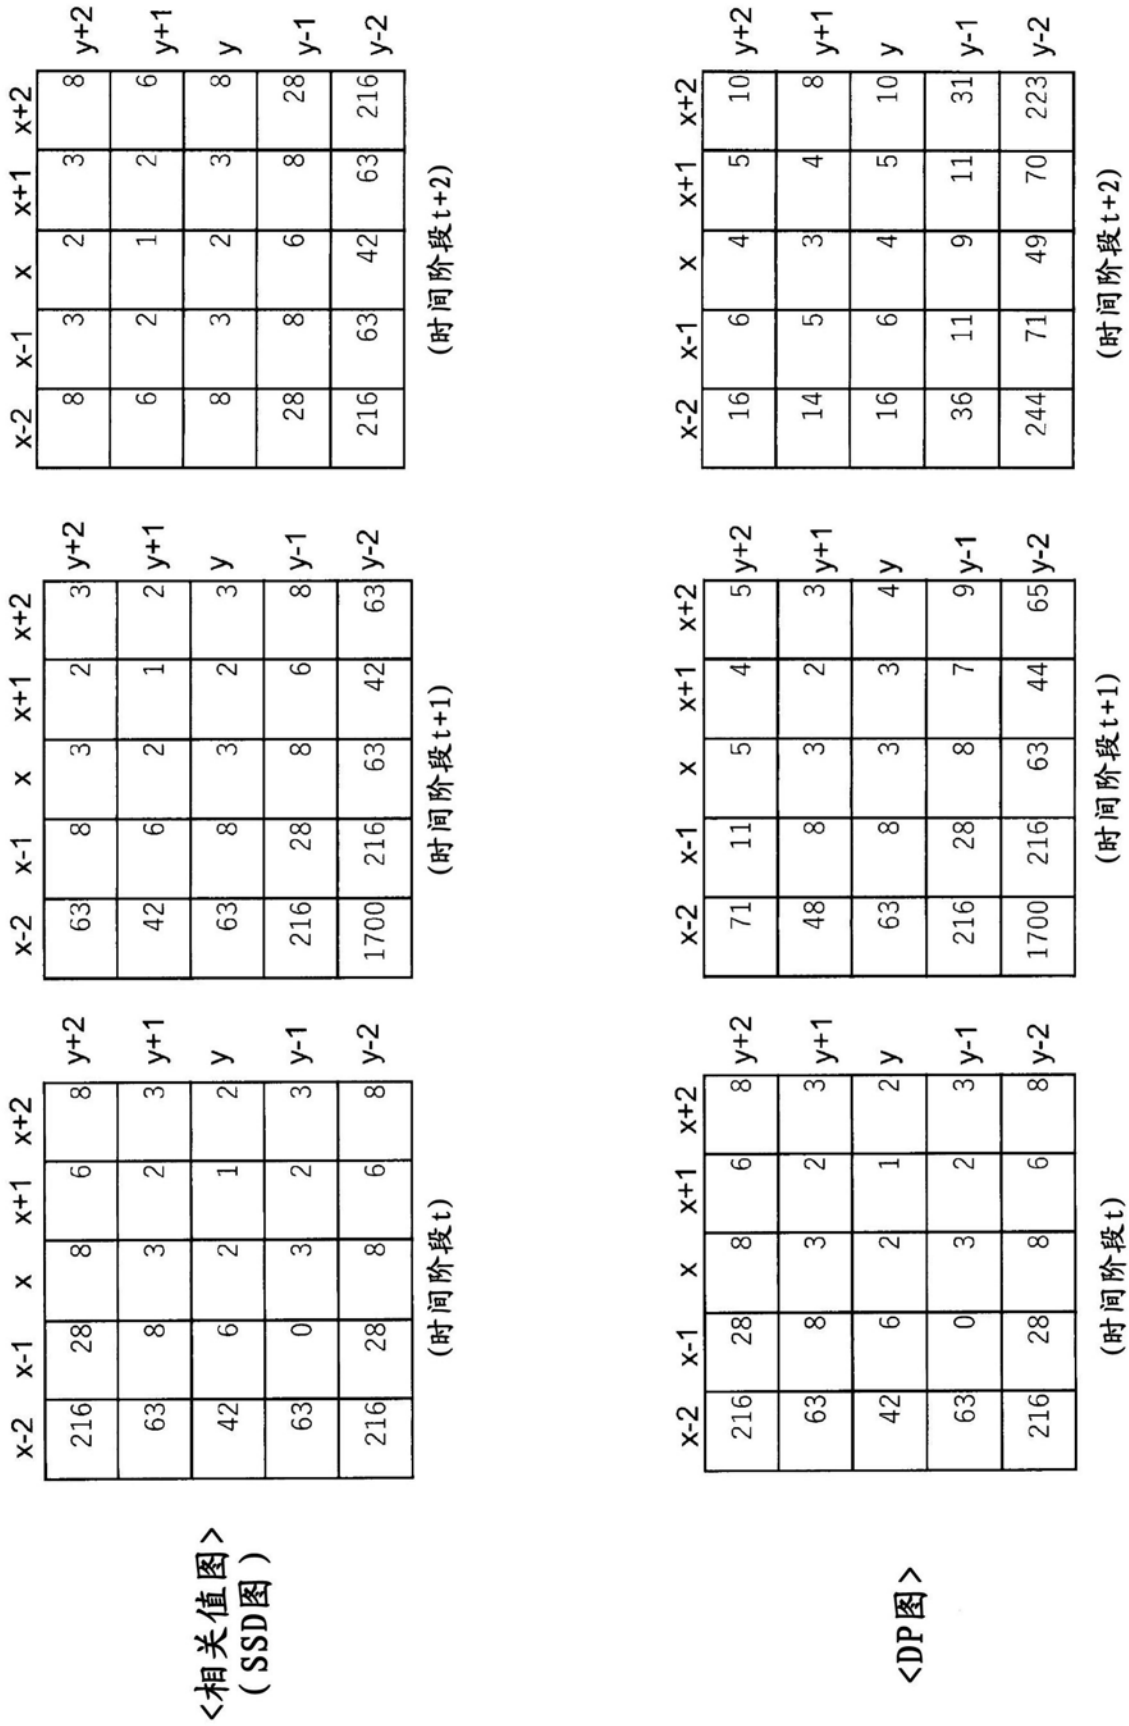 <相关值图>
(SSD图)
x-2 x-1 x x+1 x+2
216 28 8 6 8 y+2
63 8 3 2 3 y+1
42 6 2 1 2 y
63 0 3 2 3 y-1
216 28 8 6 8 y-2
(时间阶段t)
x-2 x-1 x x+1 x+2
63 8 3 2 3 y+2
42 6 2 1 2 y+1
63 8 3 2 3 y
216 28 8 6 8 y-1
1700 216 63 42 63 y-2
(时间阶段t+1)
x-2 x-1 x x+1 x+2
8 3 2 3 8 y+2
6 2 1 2 6 y+1
8 3 2 3 8 y
28 8 6 8 28 y-1
216 63 42 63 216 y-2
(时间阶段t+2)
<DP图>
x-2 x-1 x x+1 x+2
216 28 8 6 8 y+2
63 8 3 2 3 y+1
42 6 2 1 2 y
63 0 3 2 3 y-1
216 28 8 6 8 y-2
(时间阶段t)
x-2 x-1 x x+1 x+2
71 11 5 4 5 y+2
48 8 3 2 3 y+1
63 8 3 3 4 y
216 28 8 7 9 y-1
1700 216 63 44 65 y-2
(时间阶段t+1)
x-2 x-1 x x+1 x+2
16 6 4 5 10 y+2
14 5 3 4 8 y+1
16 6 4 5 10 y
36 11 9 11 31 y-1
244 71 49 70 223 y-2
(时间阶段t+2)